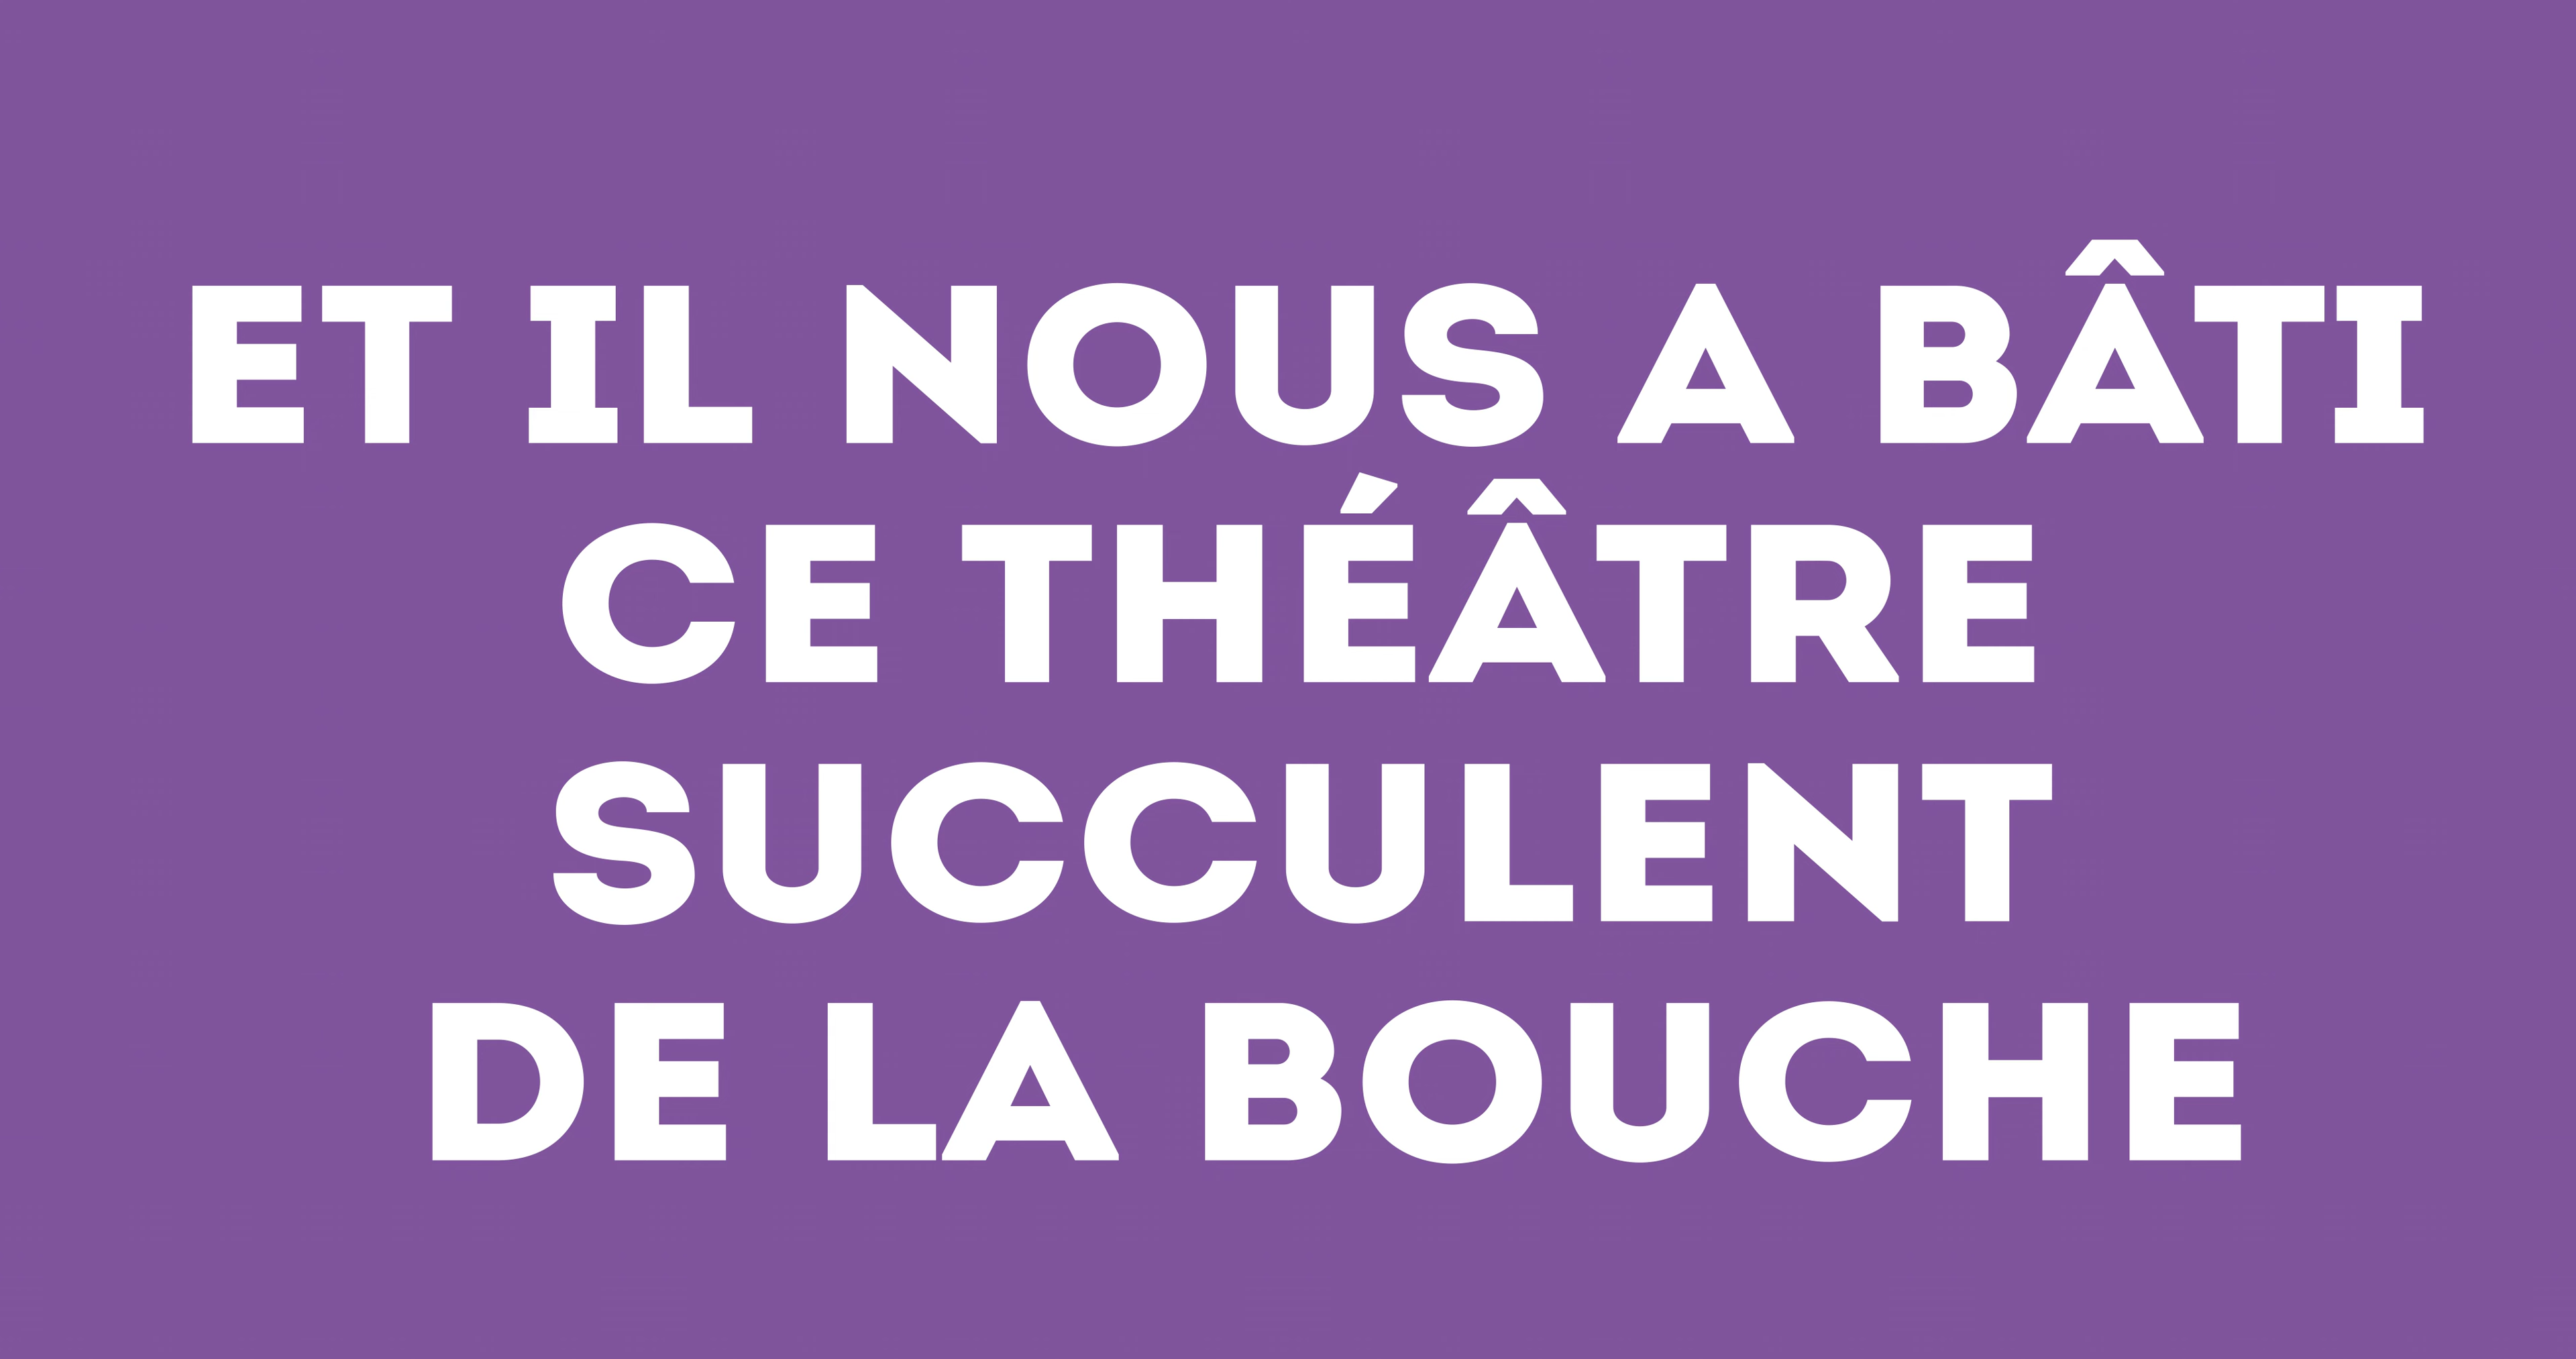 ET IL NOUS A BÂTI
CE THÉÂTRE
SUCCULENT
DE LA BOUCHE